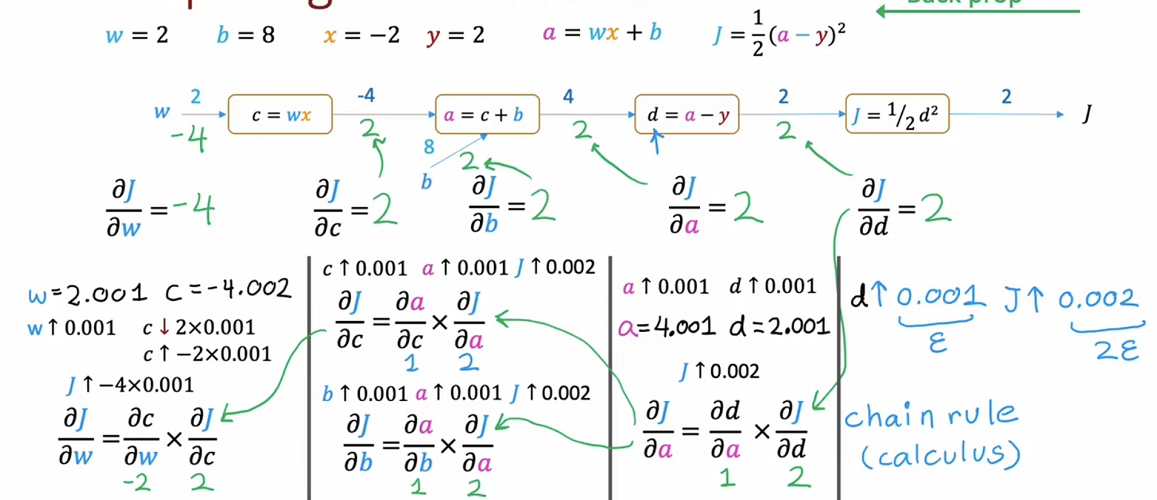 Back prop
w = 2 b = 8 x = −2 y = 2 a = wx + b J = 1/2 (a − y)²
w 2 c = wx -4 a = c + b 4 d = a − y 2 J = 1/2 d² 2 J
-4 2 2 2
8
2
b
∂J/∂w = -4 ∂J/∂c = 2 ∂J/∂b = 2 ∂J/∂a = 2 ∂J/∂d = 2
w=2.001 c=-4.002
w ↑ 0.001 c ↓ 2×0.001
c ↑ −2×0.001
J ↑ −4×0.001
∂J/∂w = ∂c/∂w × ∂J/∂c
-2 2
c ↑ 0.001 a ↑ 0.001 J ↑ 0.002
∂J/∂c = ∂a/∂c × ∂J/∂a
1 2
b ↑ 0.001 a ↑ 0.001 J ↑ 0.002
∂J/∂b = ∂a/∂b × ∂J/∂a
1 2
a ↑ 0.001 d ↑ 0.001
a=4.001 d=2.001
J ↑ 0.002
∂J/∂a = ∂d/∂a × ∂J/∂d
1 2
d↑ 0.001 J↑ 0.002
ε 2ε
chain rule
(calculus)